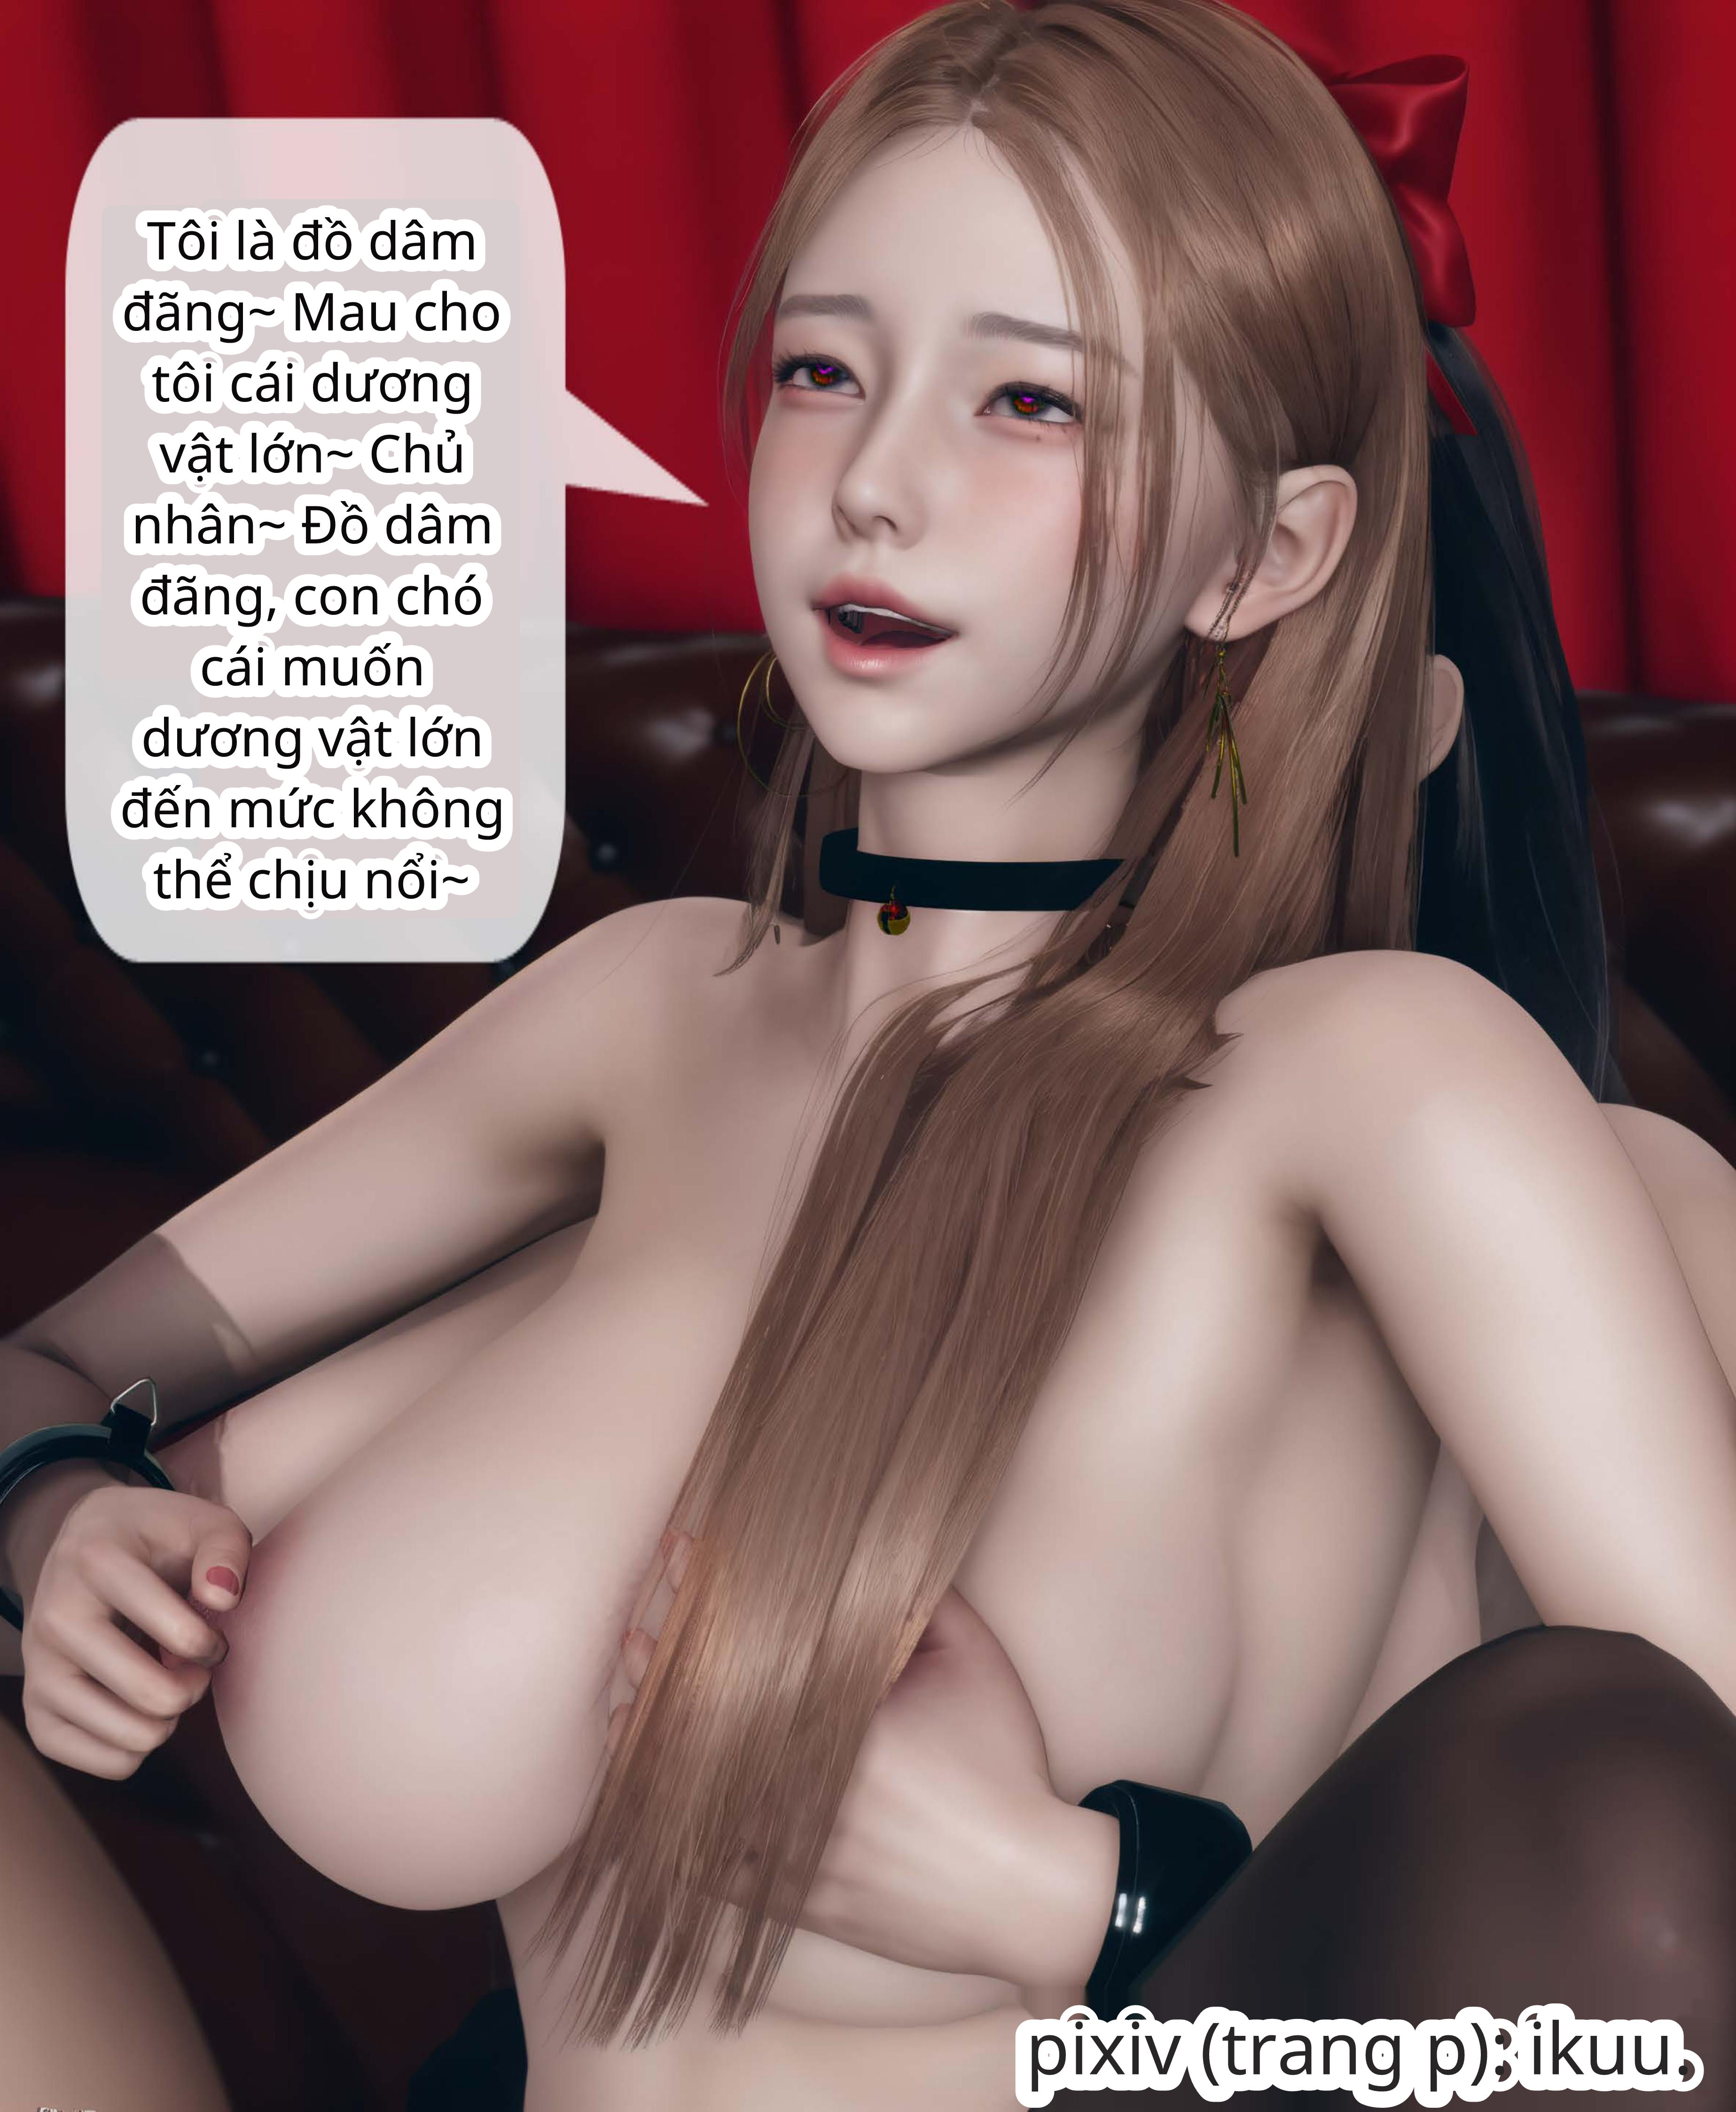 Tôi là đồ dâm
đãng~ Mau cho
tôi cái dương
vật lớn~ Chủ
nhân~ Đồ dâm
đãng, con chó
cái muốn
dương vật lớn
đến mức không
thể chịu nổi~
pixiv (trang p): ikuu.